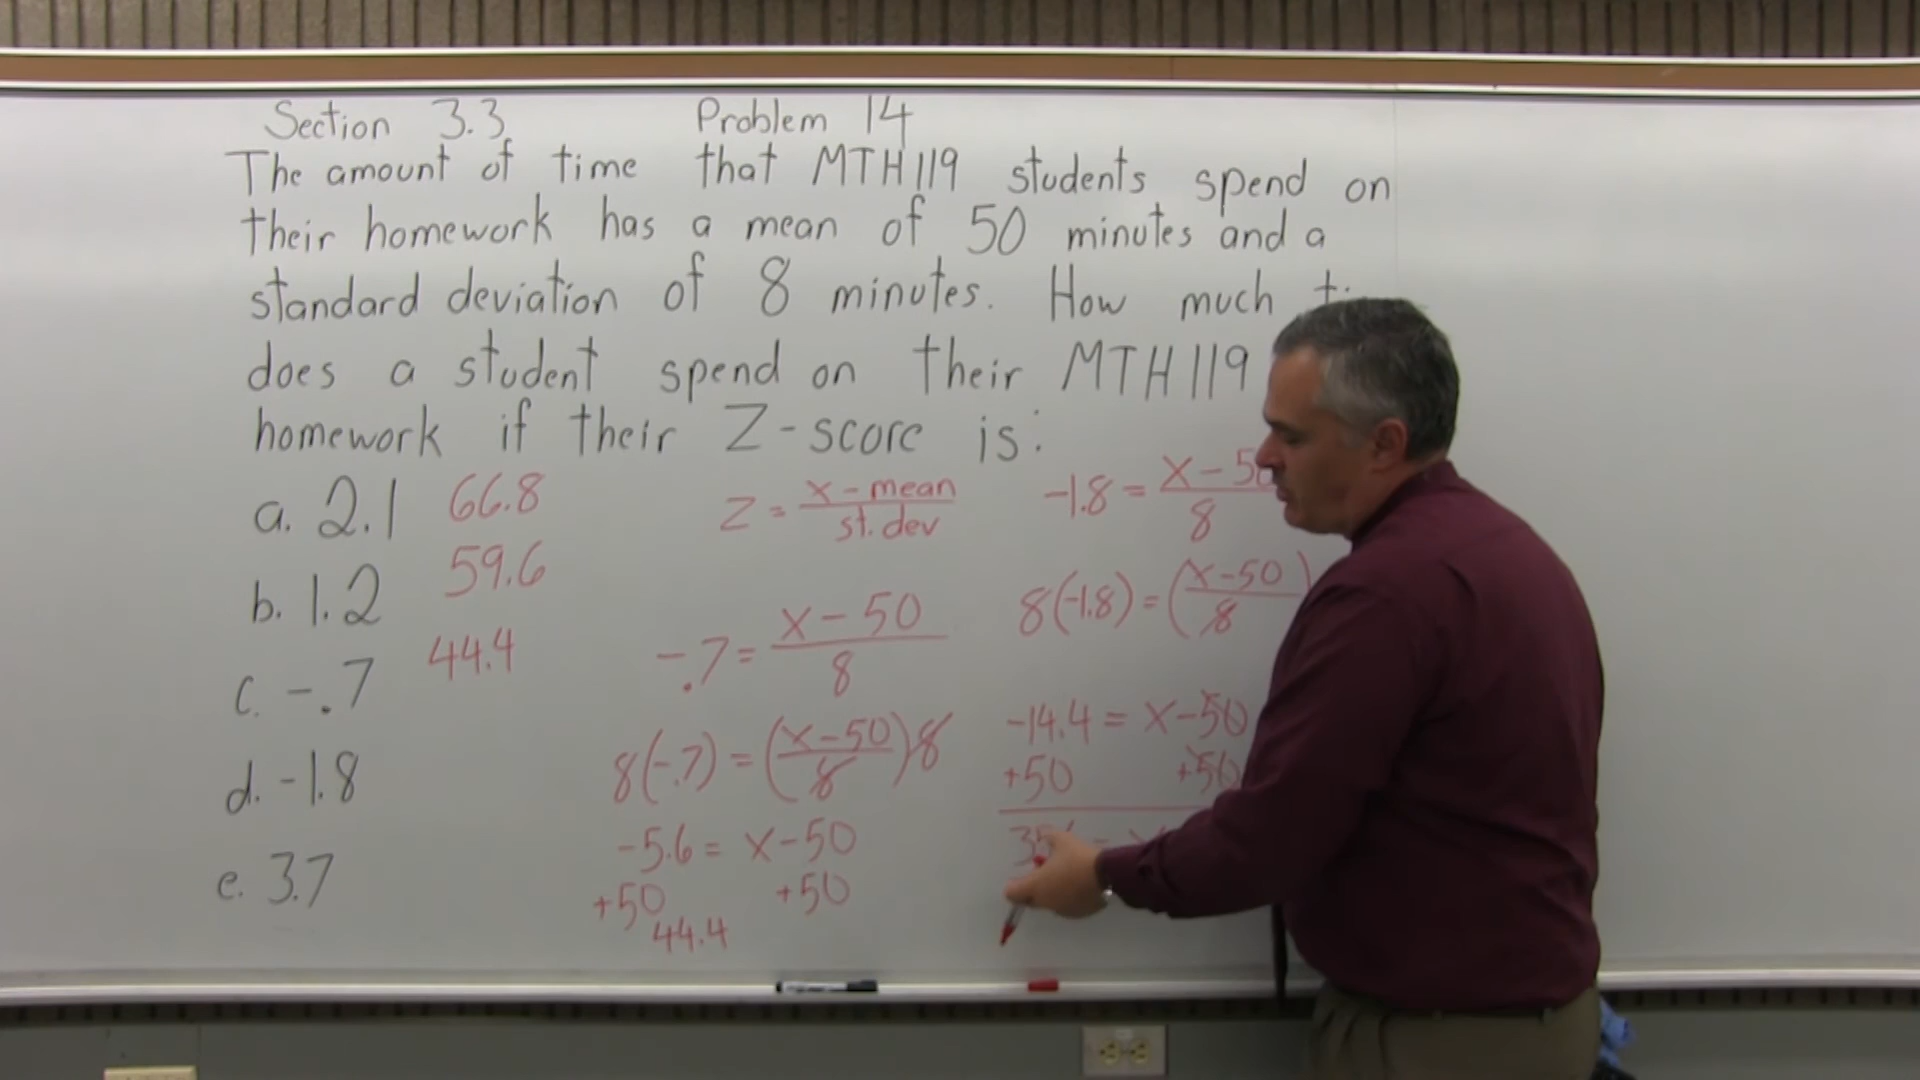 Section 3.3 Problem 14
The amount of time that MTH119 students spend on
their homework has a mean of 50 minutes and a
standard deviation of 8 minutes. How much
does a student spend on their MTH119
homework if their Z-score is:
a. 2.1 66.8
b. 1.2 59.6
c. -.7 44.4
d. -1.8
e. 3.7
Z = x - mean / st. dev
-.7 = x - 50 / 8
8(-.7) = (x-50 / 8)8
-5.6 = x-50
+50 +50
44.4
-1.8 = x - 50 / 8
8(-1.8) = (x-50 / 8)
-14.4 = x-50
+50 +50